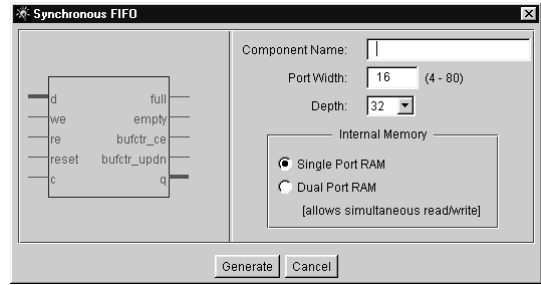 Synchronous FIFO
d
we
re
reset
c
full
empty
bufctr_ce
bufctr_updn
q
Component Name:
Port Width: 16 (4 - 80)
Depth: 32
Internal Memory
Single Port RAM
Dual Port RAM
[allows simultaneous read/write]
Generate Cancel